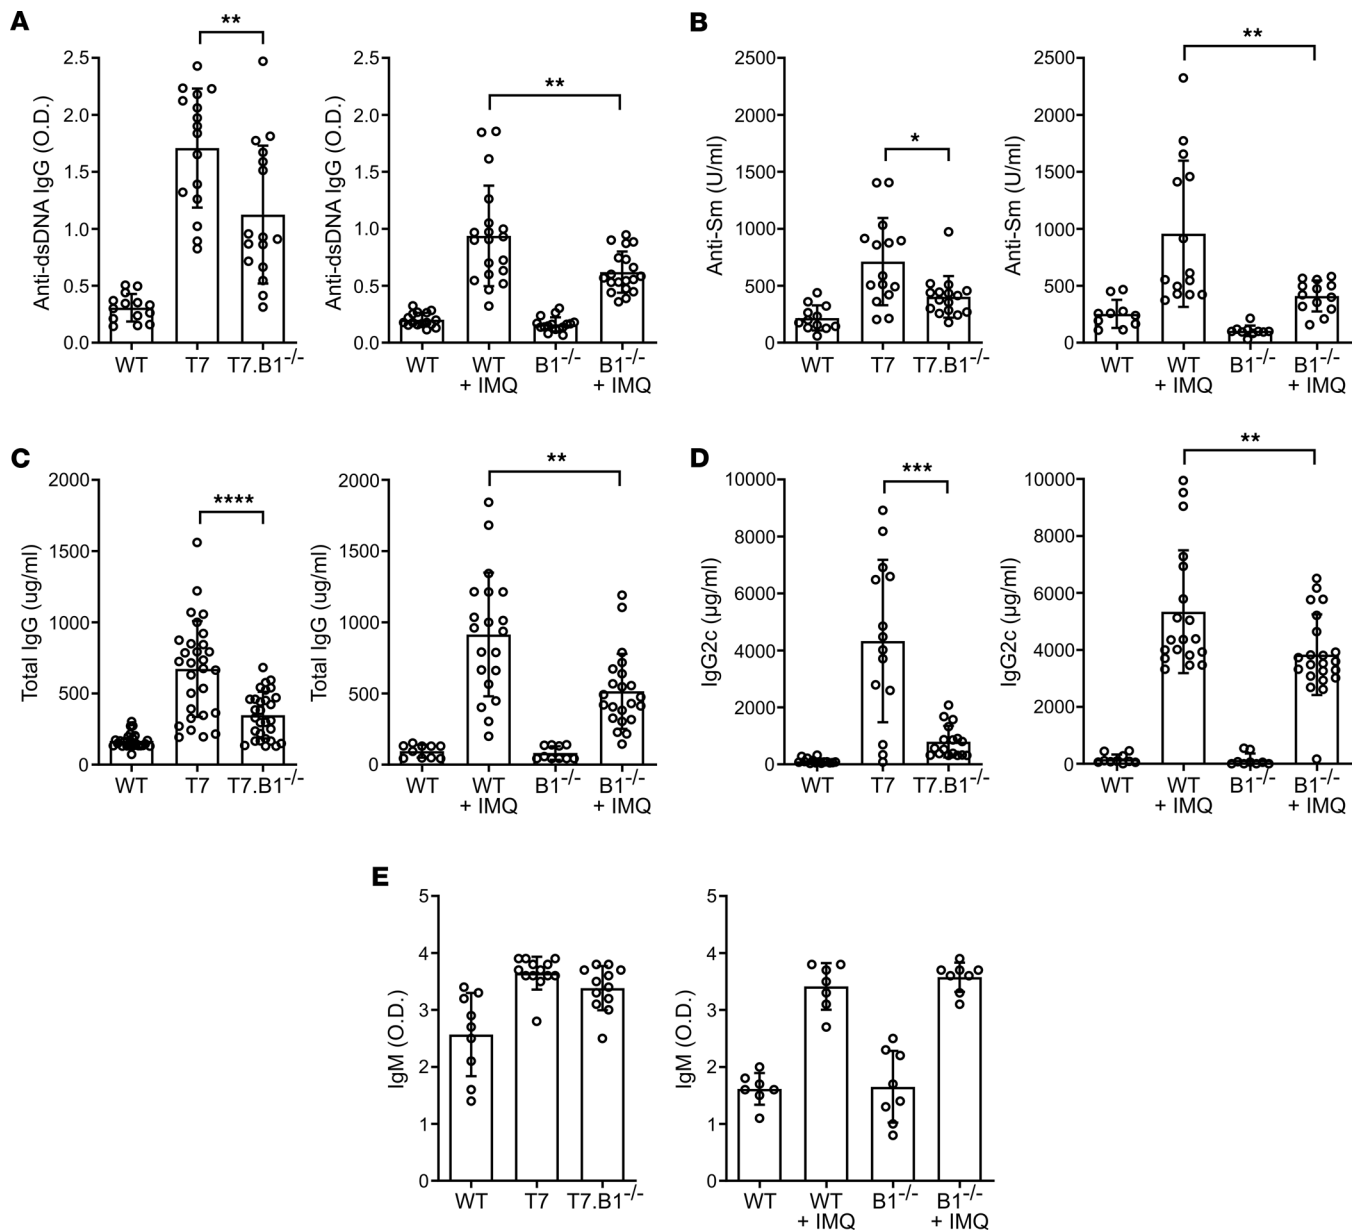 A
**
2.5
2.0
1.5
1.0
0.5
0.0
Anti-dsDNA IgG (O.D.)
WT T7 T7.B1-/-
**
2.5
2.0
1.5
1.0
0.5
0.0
Anti-dsDNA IgG (O.D.)
WT WT B1-/- B1-/-
+ IMQ + IMQ
B
*
2500
2000
1500
1000
500
0
Anti-Sm (U/ml)
WT T7 T7.B1-/-
**
2500
2000
1500
1000
500
0
Anti-Sm (U/ml)
WT WT B1-/- B1-/-
+ IMQ + IMQ
C
****
2000
1500
1000
500
0
Total IgG (ug/ml)
WT T7 T7.B1-/-
**
2000
1500
1000
500
0
Total IgG (ug/ml)
WT WT B1-/- B1-/-
+ IMQ + IMQ
D
***
10000
8000
6000
4000
2000
0
IgG2c (µg/ml)
WT T7 T7.B1-/-
**
10000
8000
6000
4000
2000
0
IgG2c (µg/ml)
WT WT B1-/- B1-/-
+ IMQ + IMQ
E
5
4
3
2
1
0
IgM (O.D.)
WT T7 T7.B1-/-
5
4
3
2
1
0
IgM (O.D.)
WT WT B1-/- B1-/-
+ IMQ + IMQ